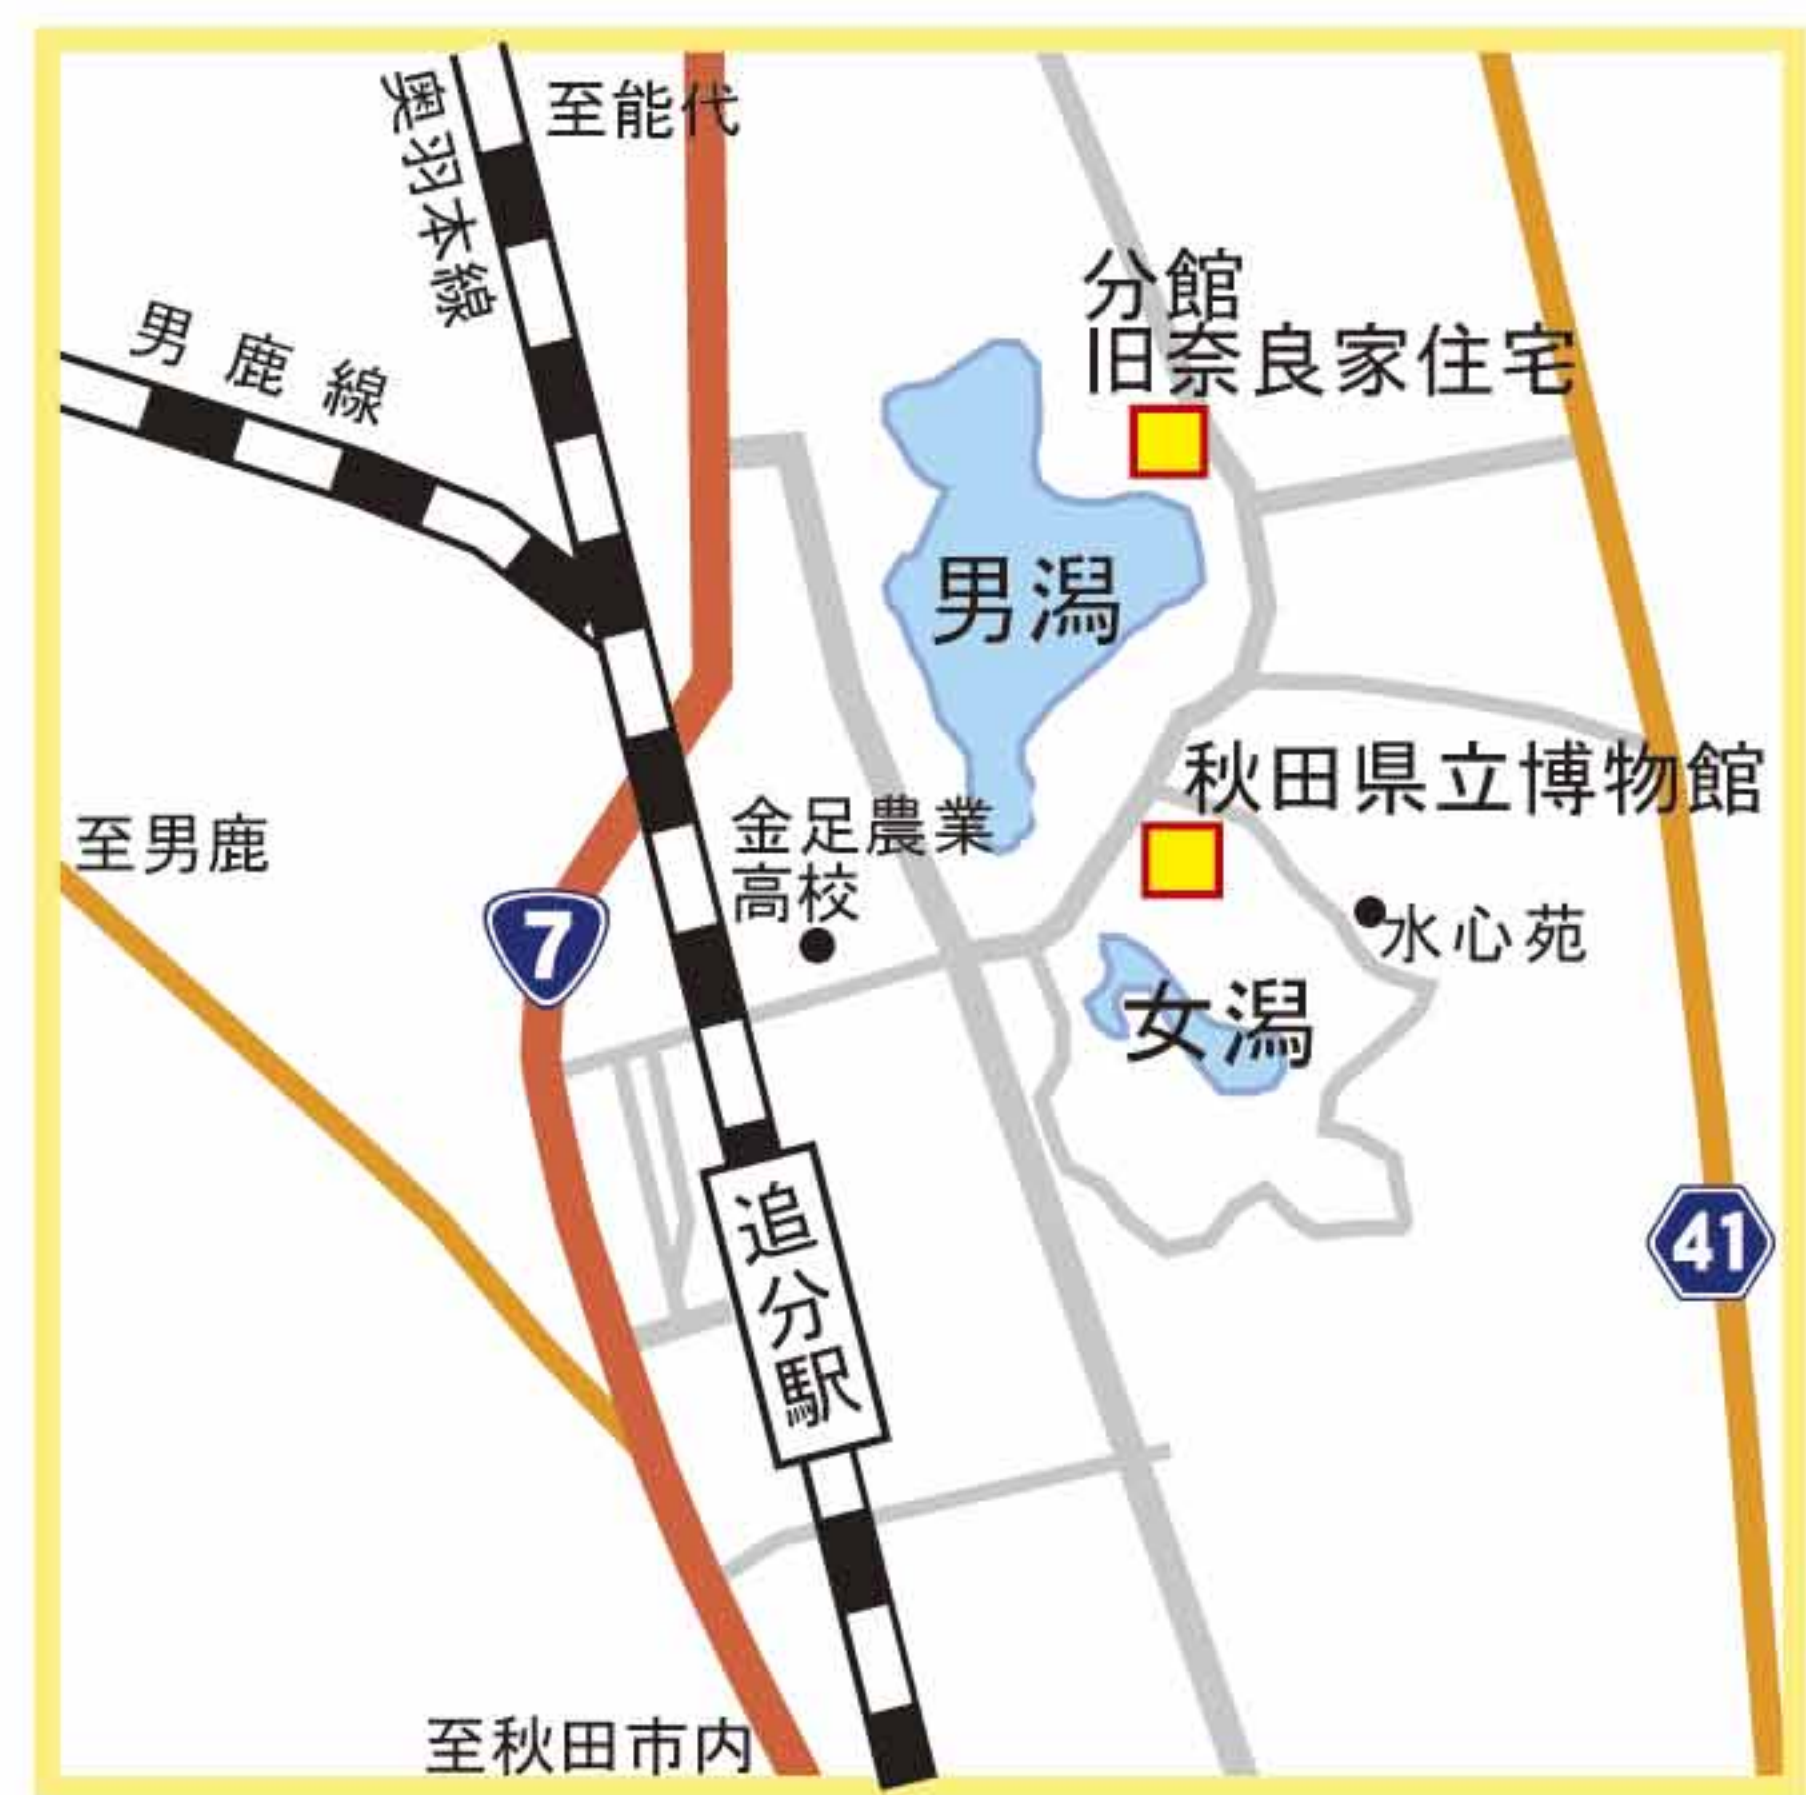 奥羽本線
至能代
男鹿線
分館
旧奈良家住宅
男潟
秋田県立博物館
至男鹿
金足農業
高校
7
水心苑
女潟
追分駅
41
至秋田市内